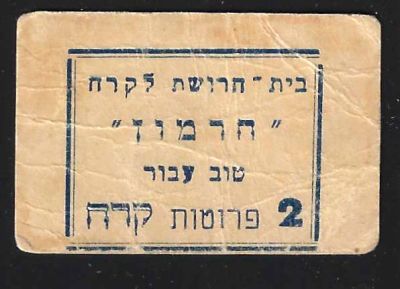 בית-חרושת לקרח
"חרמון"
טוב עבור
2 פרוטות קרח